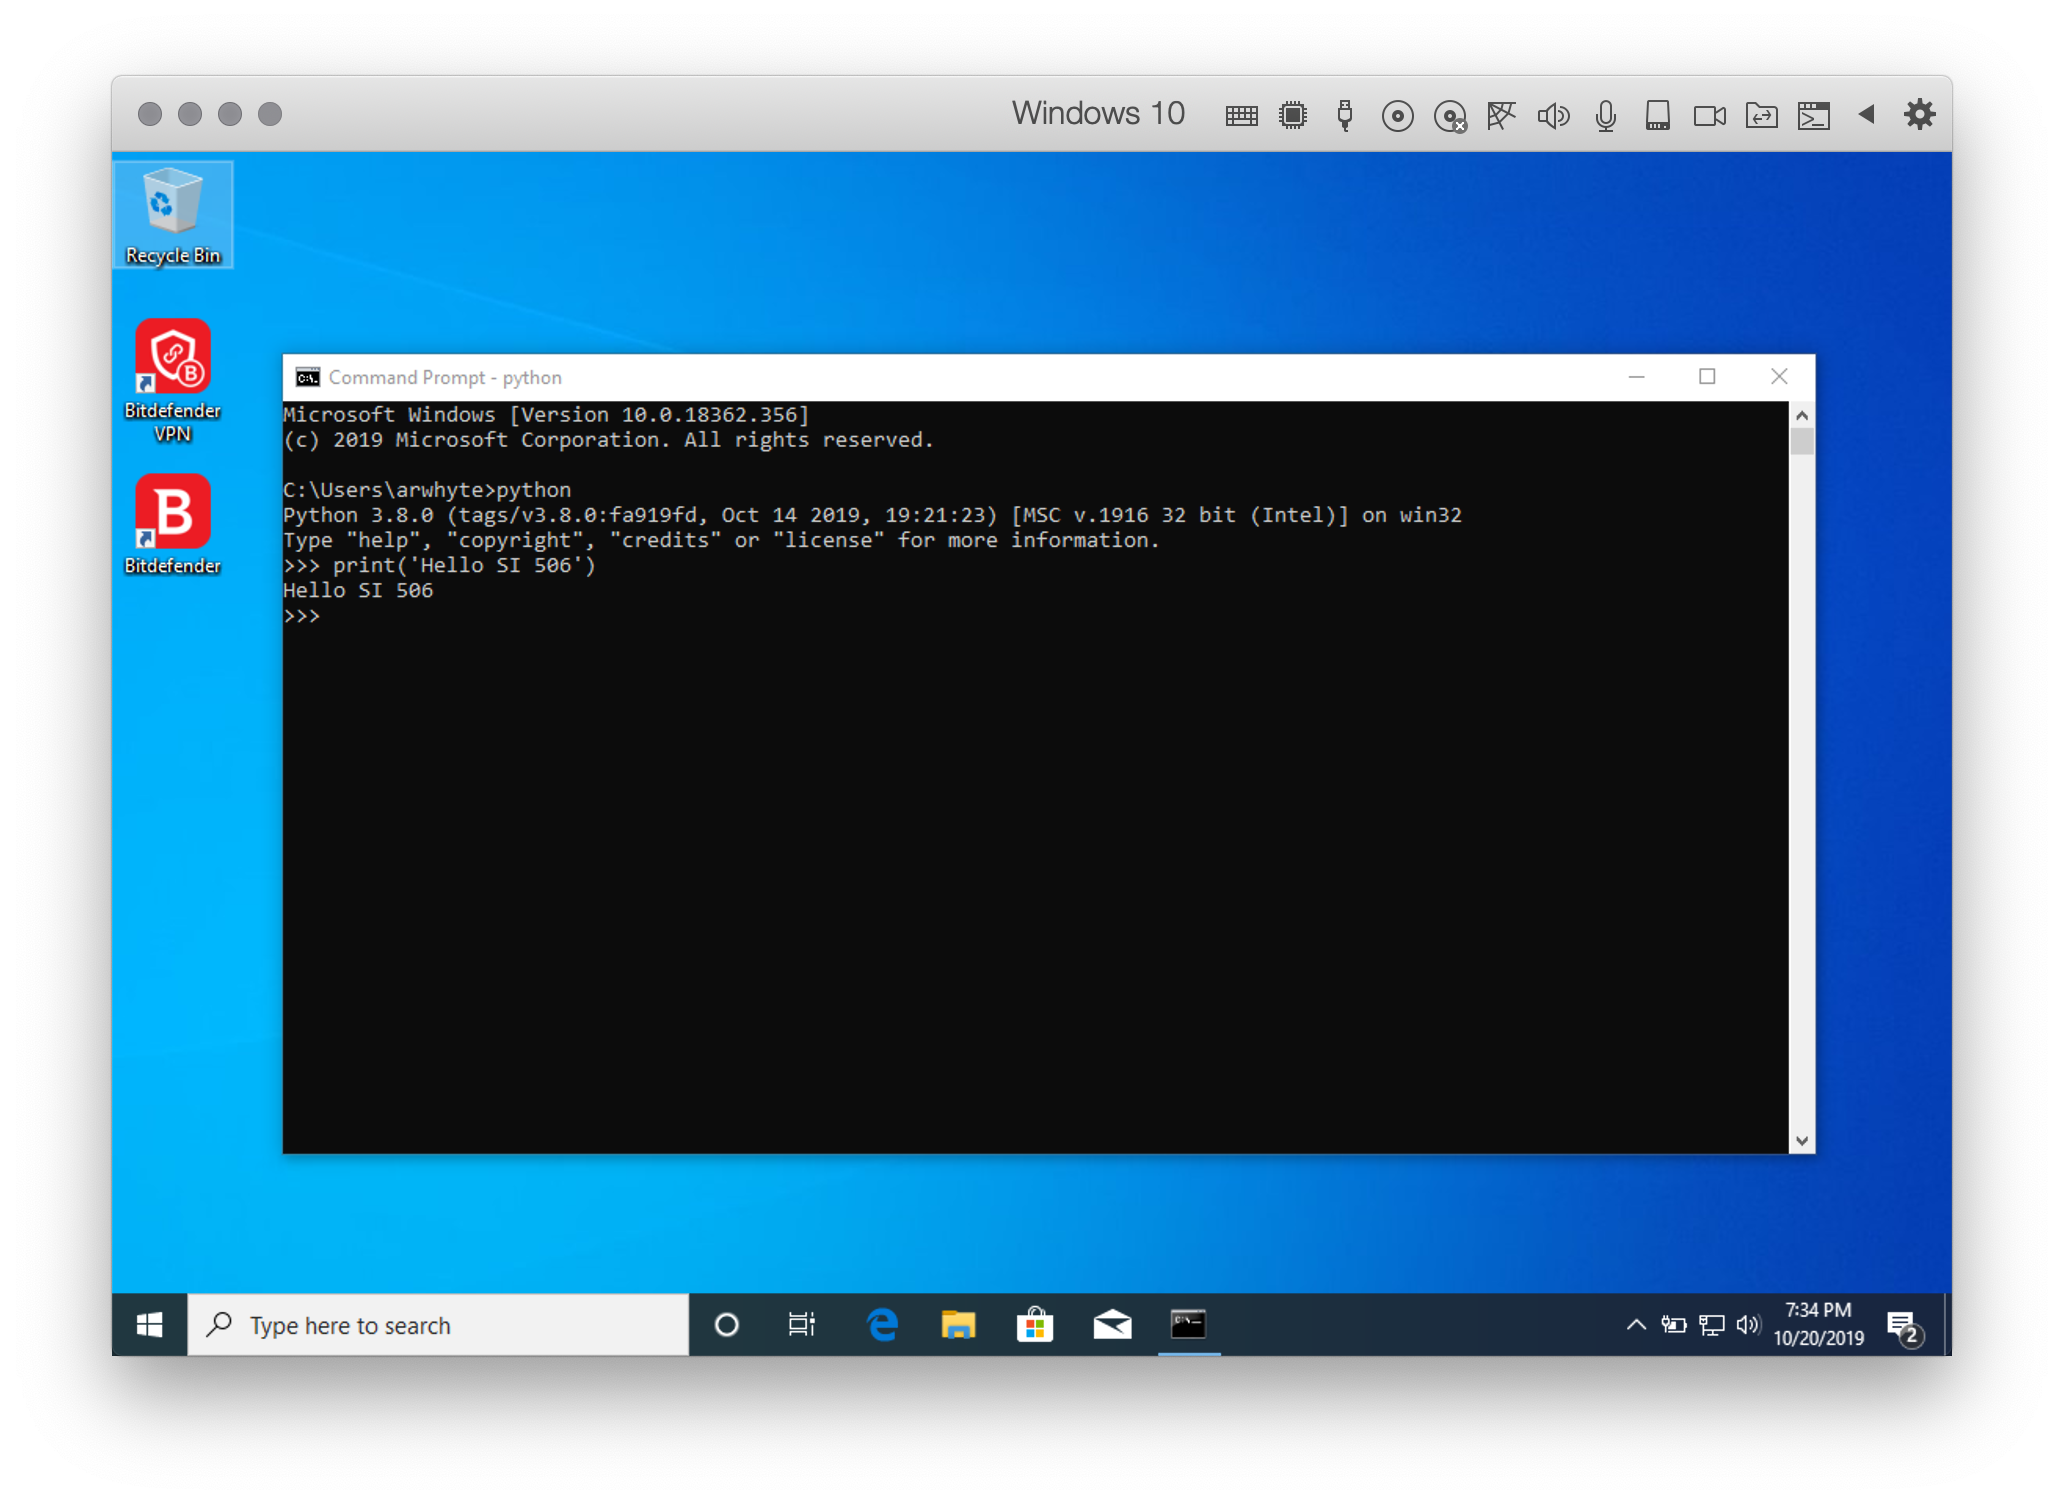 Windows 10
Recycle Bin
Bitdefender
VPN
Bitdefender
Command Prompt - python
Microsoft Windows [Version 10.0.18362.356]
(c) 2019 Microsoft Corporation. All rights reserved.
C:\Users\arwhyte>python
Python 3.8.0 (tags/v3.8.0:fa919fd, Oct 14 2019, 19:21:23) [MSC v.1916 32 bit (Intel)] on win32
Type "help", "copyright", "credits" or "license" for more information.
>>> print('Hello SI 506')
Hello SI 506
>>>
Type here to search
7:34 PM
10/20/2019
2